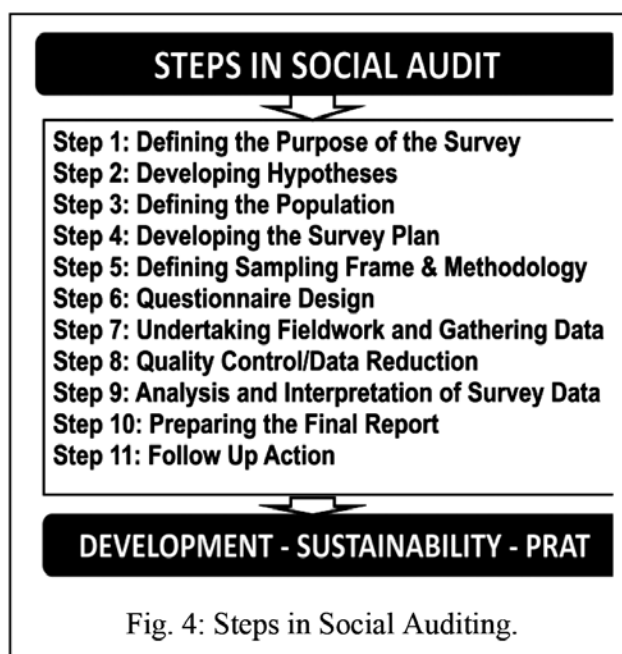 STEPS IN SOCIAL AUDIT
Step 1: Defining the Purpose of the Survey
Step 2: Developing Hypotheses
Step 3: Defining the Population
Step 4: Developing the Survey Plan
Step 5: Defining Sampling Frame & Methodology
Step 6: Questionnaire Design
Step 7: Undertaking Fieldwork and Gathering Data
Step 8: Quality Control/Data Reduction
Step 9: Analysis and Interpretation of Survey Data
Step 10: Preparing the Final Report
Step 11: Follow Up Action
DEVELOPMENT - SUSTAINABILITY - PRAT
Fig. 4: Steps in Social Auditing.